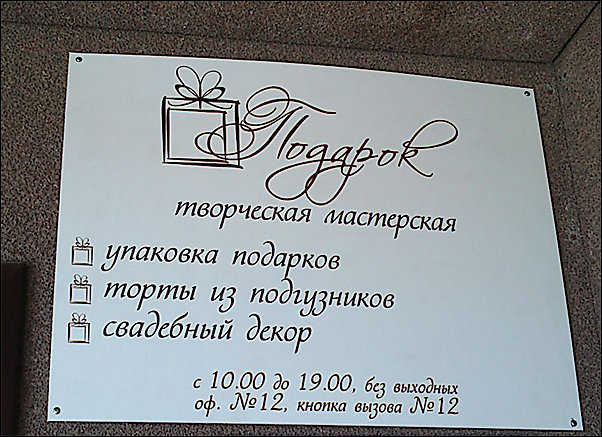 Подарок
творческая мастерская
упаковка подарков
торты из подгузников
свадебный декор
с 10.00 до 19.00, без выходных
оф. №12, кнопка вызова №12